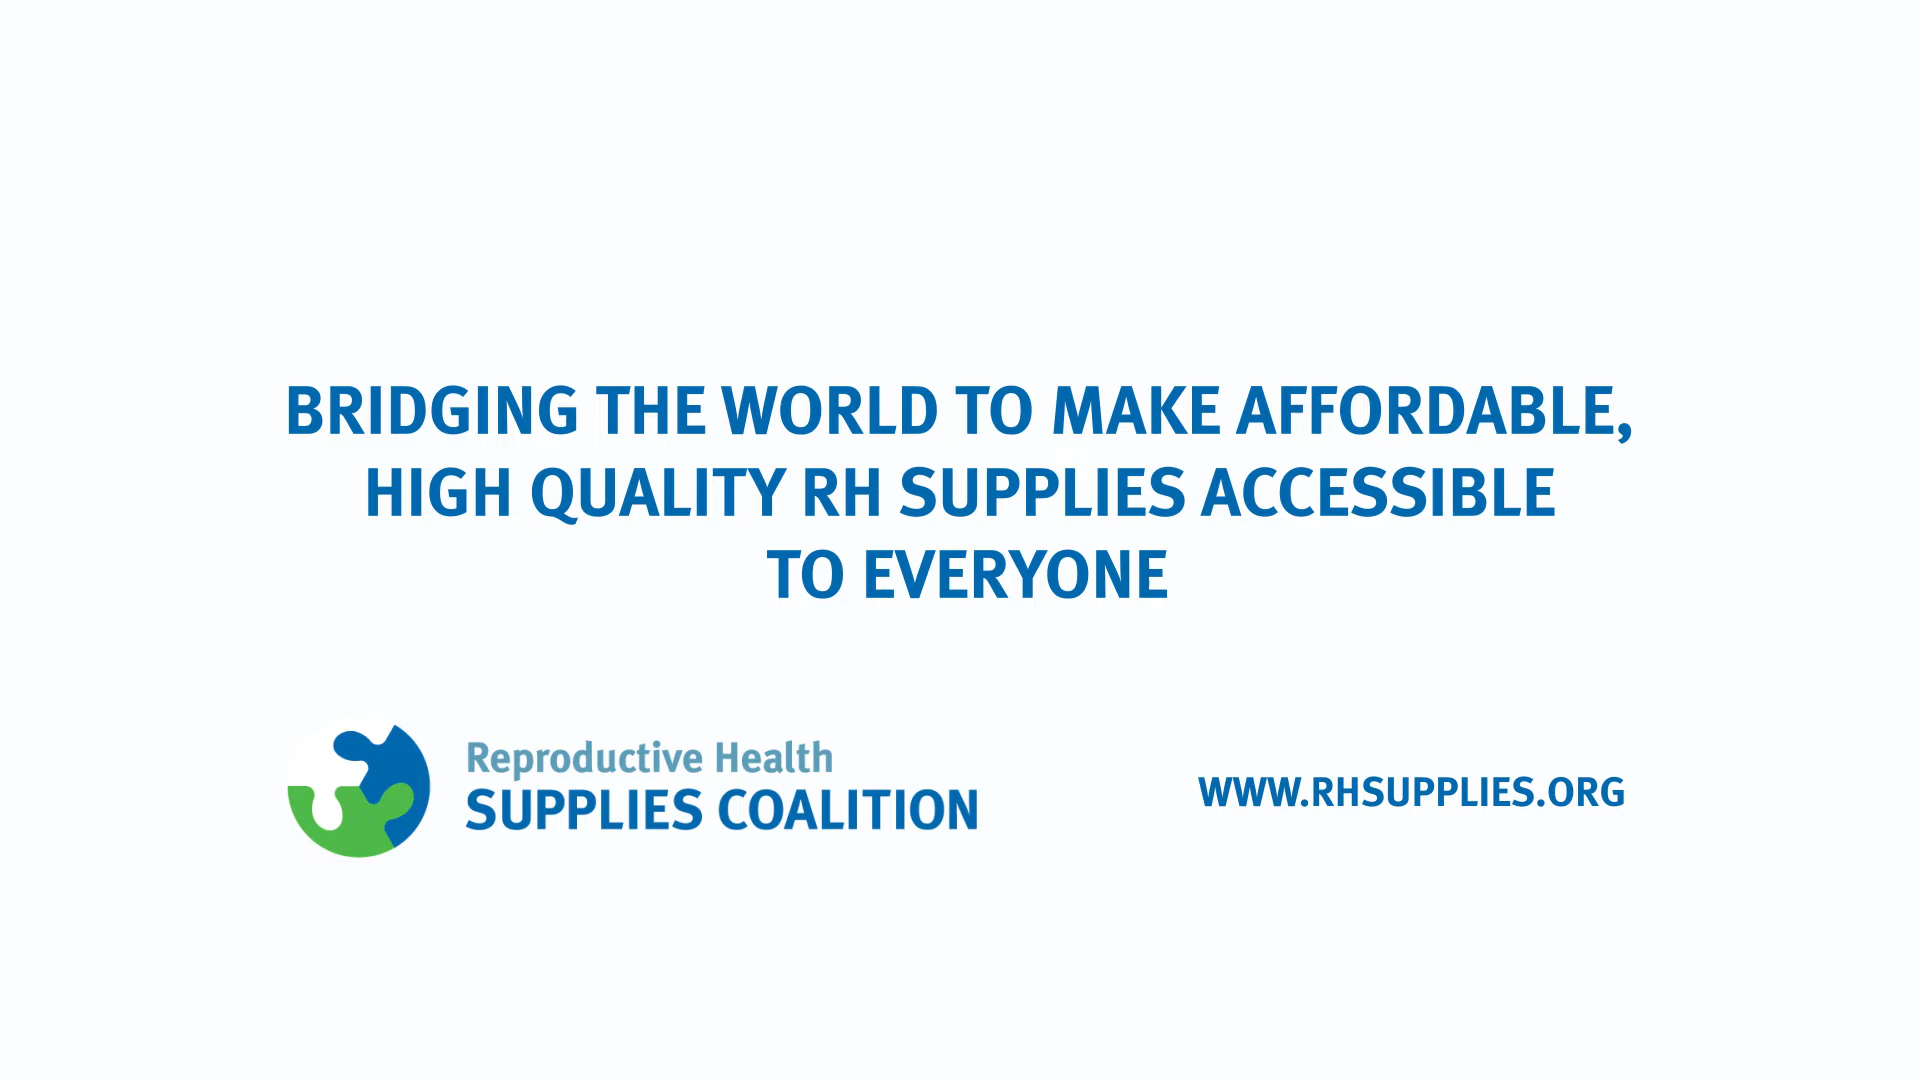 BRIDGING THE WORLD TO MAKE AFFORDABLE,
HIGH QUALITY RH SUPPLIES ACCESSIBLE
TO EVERYONE
Reproductive Health
SUPPLIES COALITION
WWW.RHSUPPLIES.ORG